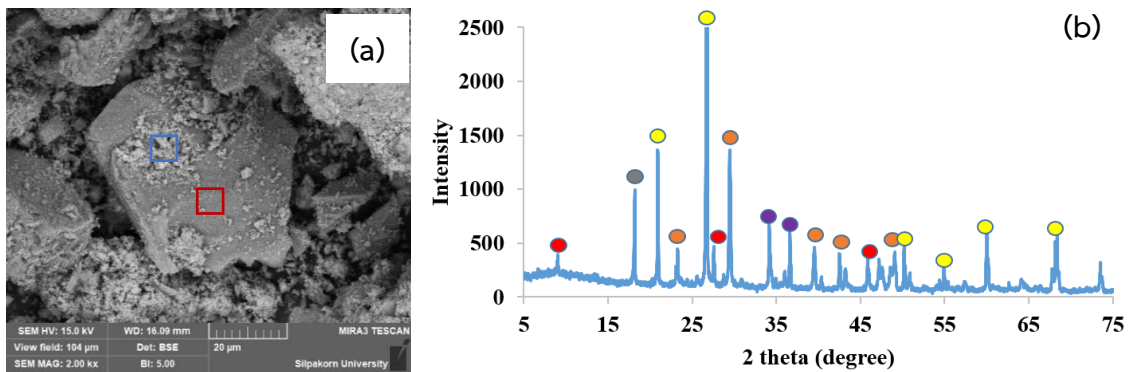 (a)
SEM HV: 15.0 kV WD: 16.09 mm MIRA3 TESCAN
View field: 104 µm Det: BSE 20 µm
SEM MAG: 2.00 kx BI: 5.00 Silpakorn University
(b)
Intensity
2500
2000
1500
1000
500
0
5 15 25 35 45 55 65 75
2 theta (degree)